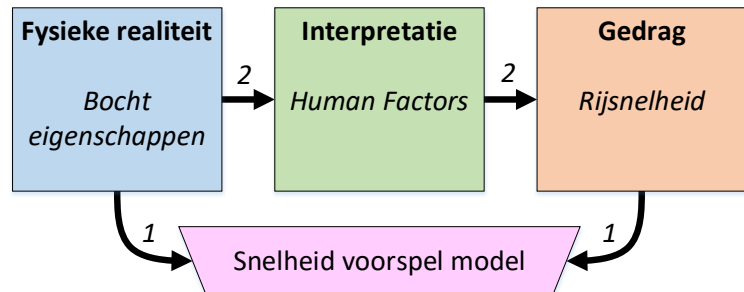 Fysieke realiteit
Bocht
eigenschappen
2
Interpretatie
Human Factors
2
Gedrag
Rijsnelheid
1
1
Snelheid voorspel model